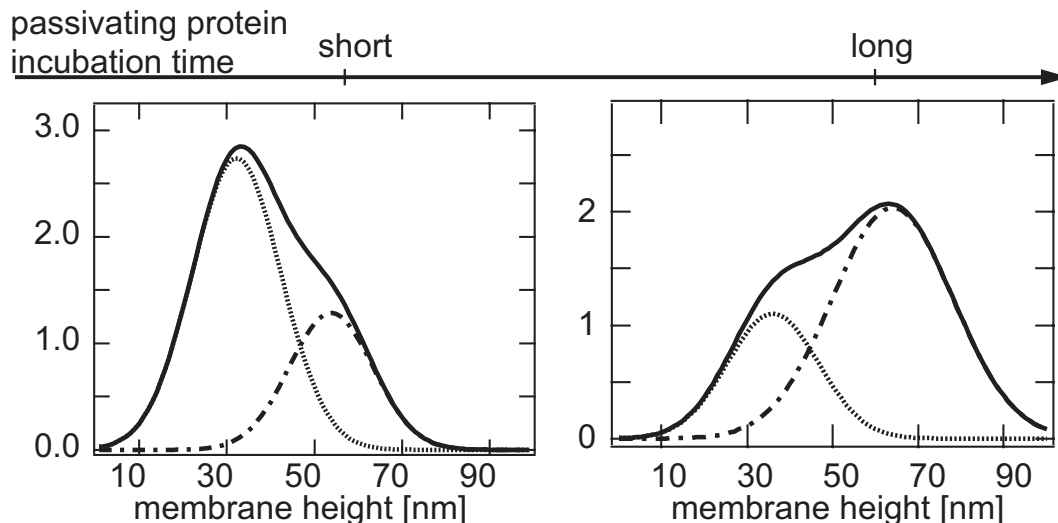 passivating protein
incubation time
short
long
3.0
2.0
1.0
0.0
10 30 50 70 90
membrane height [nm]
2
1
0
10 30 50 70 90
membrane height [nm]